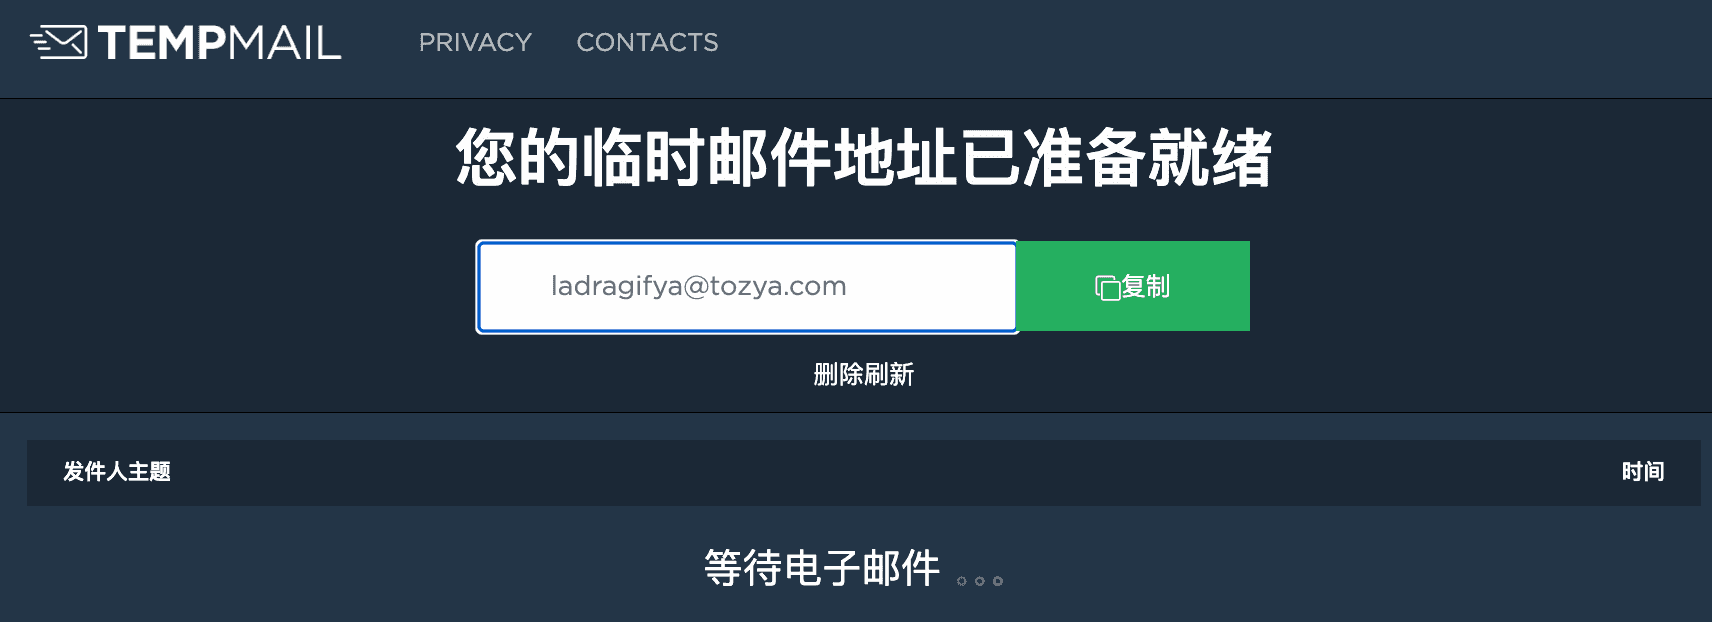 TEMPMAIL PRIVACY CONTACTS
您的临时邮件地址已准备就绪
ladragifya@tozya.com 复制
删除刷新
发件人主题 时间
等待电子邮件